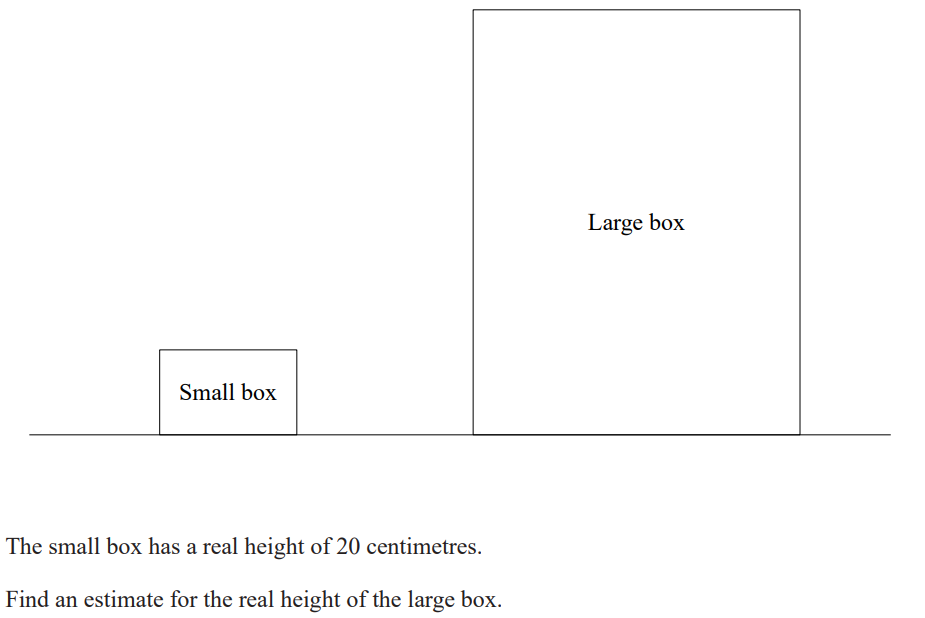 Large box
Small box
The small box has a real height of 20 centimetres.
Find an estimate for the real height of the large box.